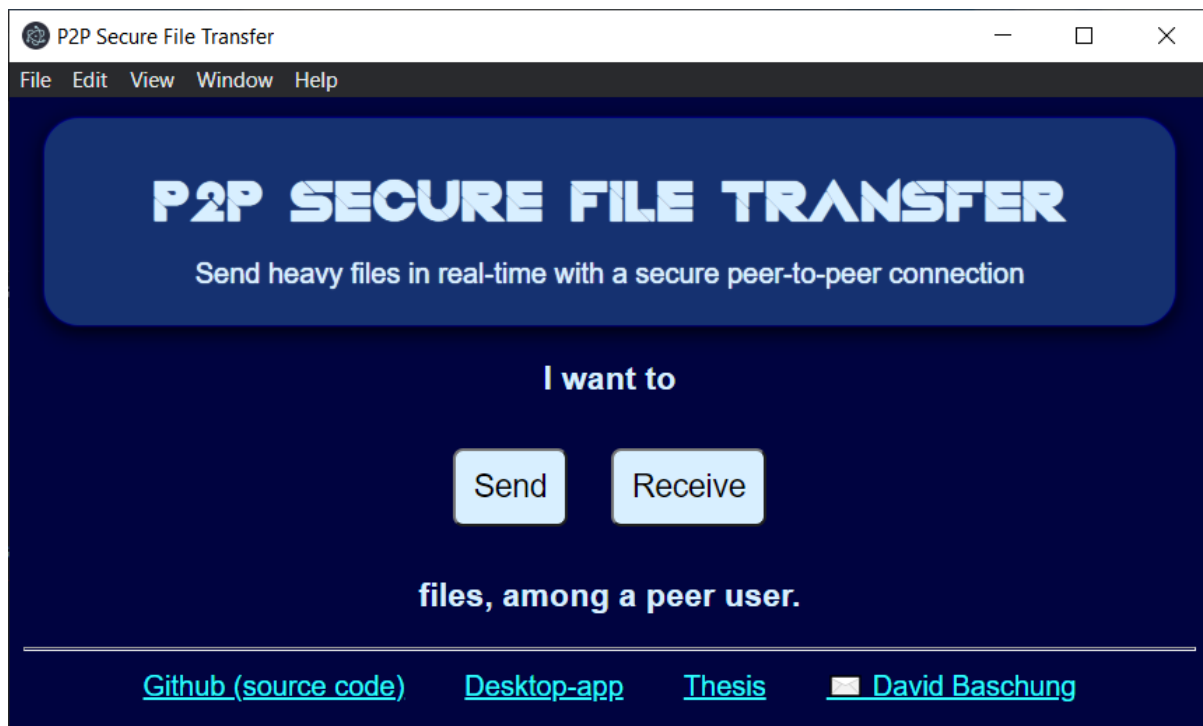 P2P Secure File Transfer
File Edit View Window Help
P2P SECURE FILE TRANSFER
Send heavy files in real-time with a secure peer-to-peer connection
I want to
Send Receive
files, among a peer user.
Github (source code) Desktop-app Thesis David Baschung